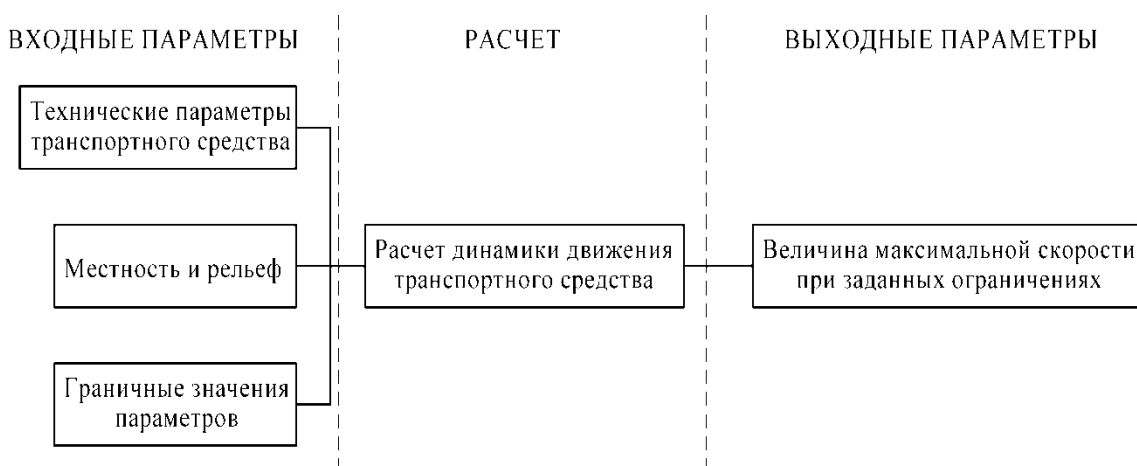 ВХОДНЫЕ ПАРАМЕТРЫ
РАСЧЕТ
ВЫХОДНЫЕ ПАРАМЕТРЫ
Технические параметры
транспортного средства
Местность и рельеф
Граничные значения
параметров
Расчет динамики движения
транспортного средства
Величина максимальной скорости
при заданных ограничениях